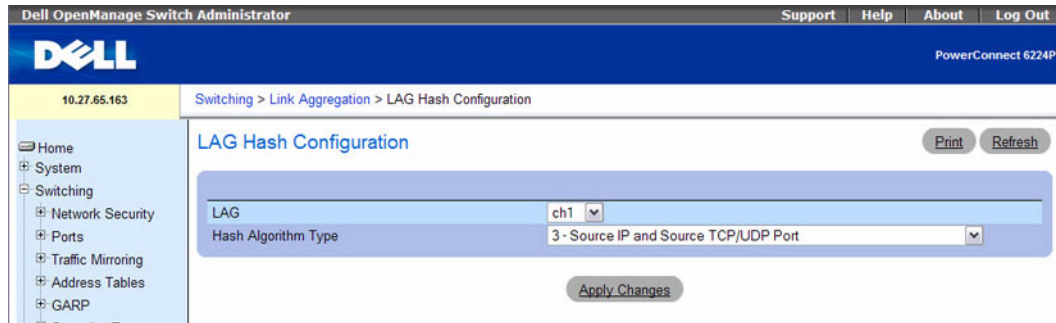 Dell OpenManage Switch Administrator Support Help About Log Out
DELL
PowerConnect 6224P
10.27.65.163
Switching > Link Aggregation > LAG Hash Configuration
Home
System
Switching
Network Security
Ports
Traffic Mirroring
Address Tables
GARP
LAG Hash Configuration
Print Refresh
LAG ch1
Hash Algorithm Type 3 - Source IP and Source TCP/UDP Port
Apply Changes